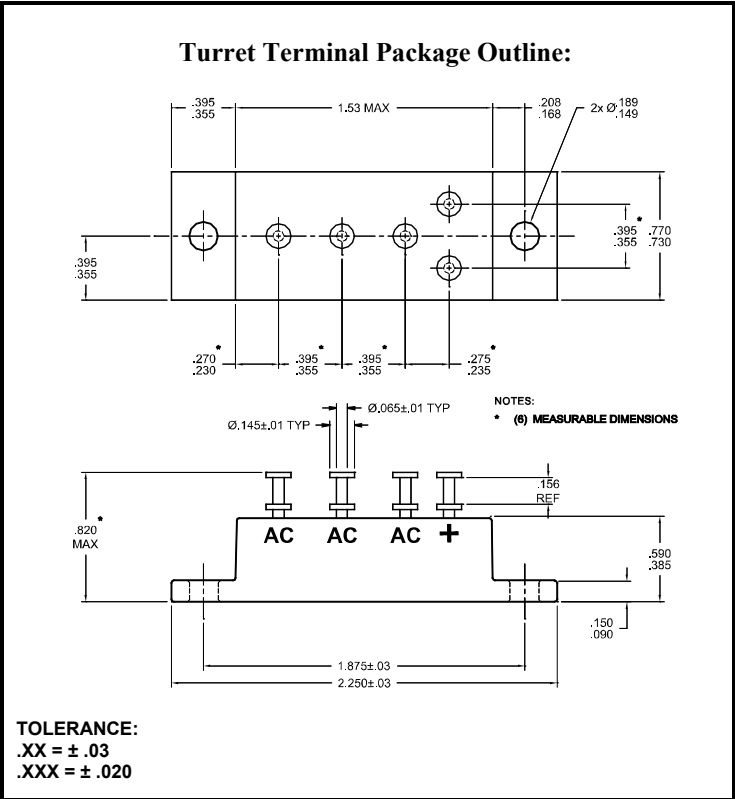 Turret Terminal Package Outline:
.395
.355
1.53 MAX
.208
.168
2x Ø.189
.149
.395
.355
.395
.355
*
.770
.730
.270
.230
*
.395
.355
*
.395
.355
*
.275
.235
*
Ø.065±.01 TYP
Ø.145±.01 TYP
NOTES:
* (6) MEASURABLE DIMENSIONS
.156
REF
.820
MAX
*
AC AC AC +
.590
.385
.150
.090
1.875±.03
2.250±.03
TOLERANCE:
.XX = ± .03
.XXX = ± .020